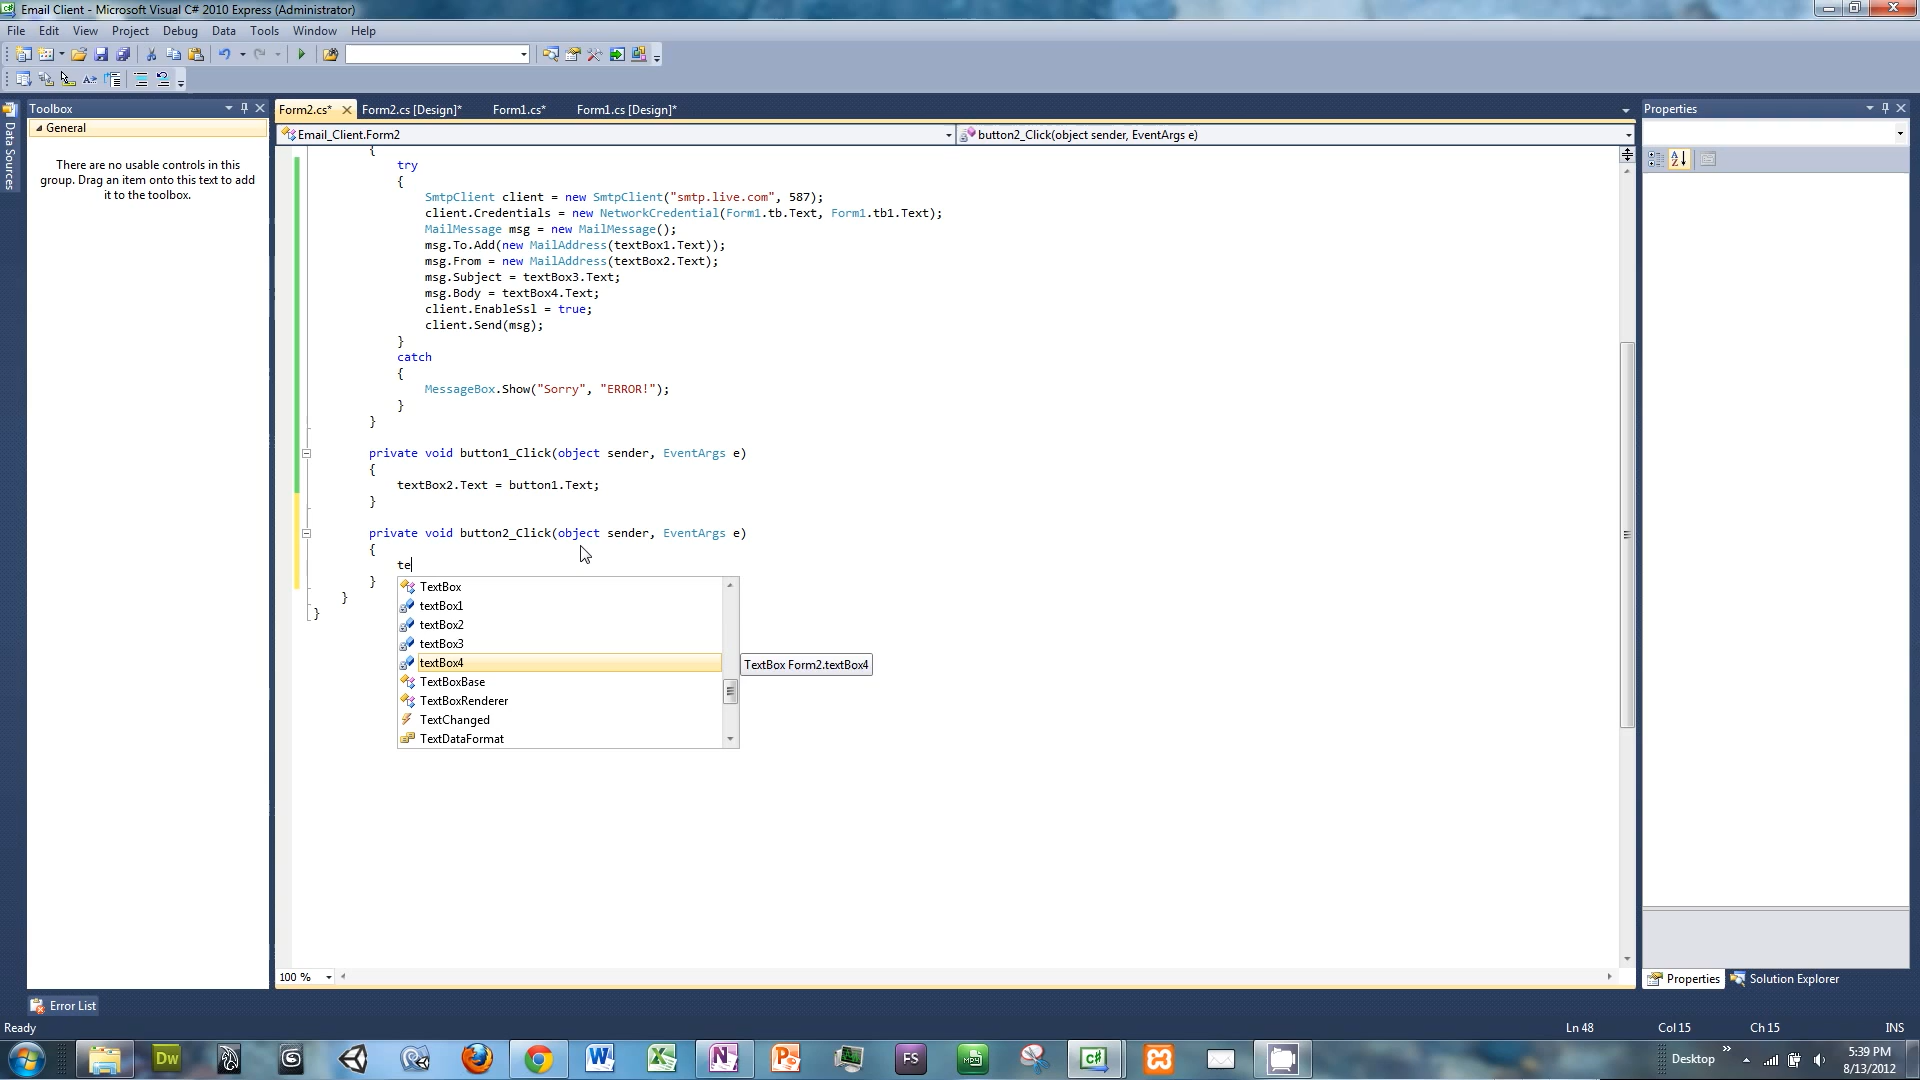 Email Client - Microsoft Visual C# 2010 Express (Administrator)
File Edit View Project Debug Data Tools Window Help
Toolbox
Form2.cs* Form2.cs [Design]* Form1.cs* Form1.cs [Design]*
Properties
Data Sources
General
There are no usable controls in this
group. Drag an item onto this text to add
it to the toolbox.
Email_Client.Form2
button2_Click(object sender, EventArgs e)
{
try
{
SmtpClient client = new SmtpClient("smtp.live.com", 587);
client.Credentials = new NetworkCredential(Form1.tb.Text, Form1.tb1.Text);
MailMessage msg = new MailMessage();
msg.To.Add(new MailAddress(textBox1.Text));
msg.From = new MailAddress(textBox2.Text);
msg.Subject = textBox3.Text;
msg.Body = textBox4.Text;
client.EnableSsl = true;
client.Send(msg);
}
catch
{
MessageBox.Show("Sorry", "ERROR!");
}
}
private void button1_Click(object sender, EventArgs e)
{
textBox2.Text = button1.Text;
}
private void button2_Click(object sender, EventArgs e)
{
te
}
}
}
TextBox
textBox1
textBox2
textBox3
textBox4
TextBoxBase
TextBoxRenderer
TextChanged
TextDataFormat
TextBox Form2.textBox4
100 %
Properties
Solution Explorer
Error List
Ready
Ln 48 Col 15 Ch 15 INS
Dw
FS
MP4
C#
Desktop
5:39 PM
8/13/2012